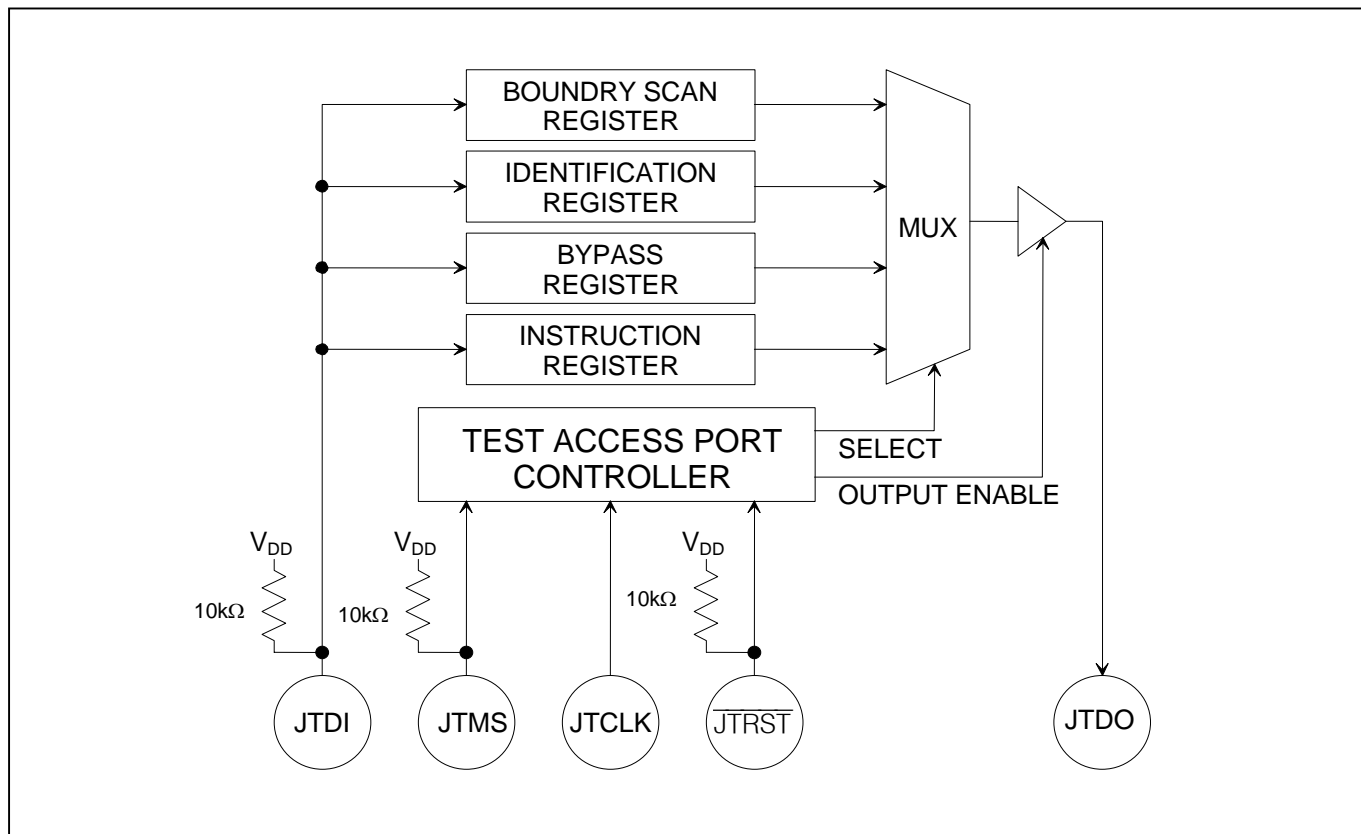 BOUNDRY SCAN
REGISTER
IDENTIFICATION
REGISTER
BYPASS
REGISTER
INSTRUCTION
REGISTER
MUX
TEST ACCESS PORT
CONTROLLER
SELECT
OUTPUT ENABLE
VDD
10kΩ
VDD
10kΩ
VDD
10kΩ
JTDI
JTMS
JTCLK
JTRST
JTDO